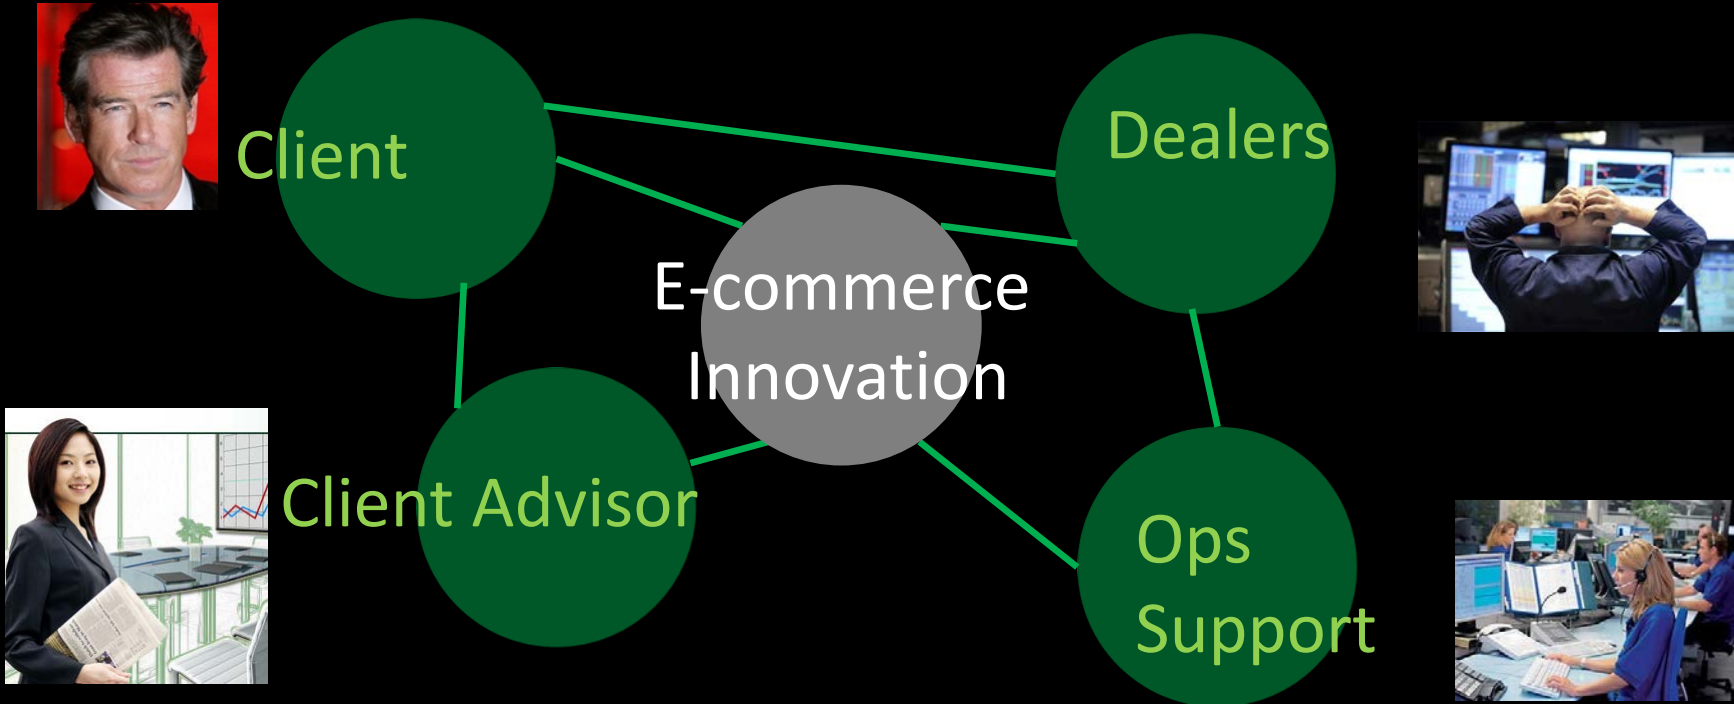 Client
Dealers
E-commerce
Innovation
Client Advisor
Ops
Support